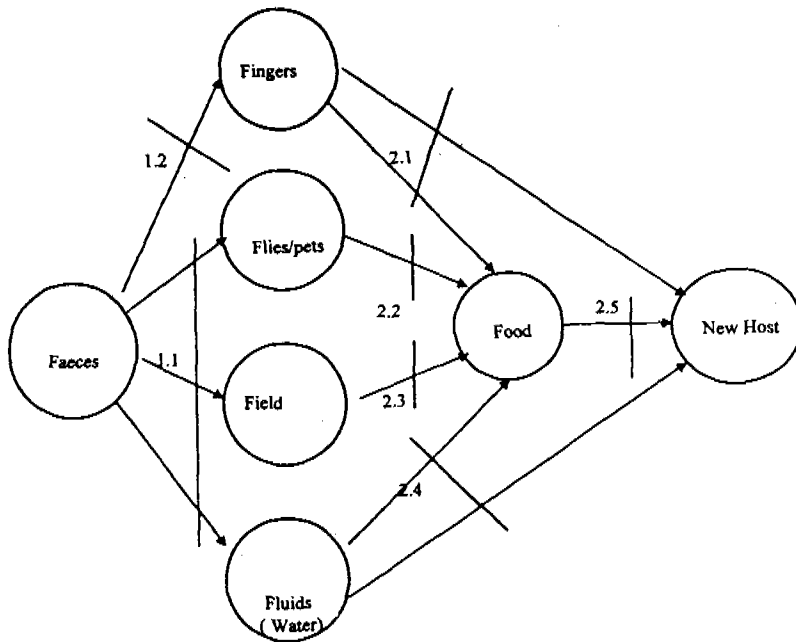 Fingers
1.2
2.1
Flies/pets
2.2
2.5
Food
New Host
Faeces
1.1
Field
2.3
2.4
Fluids
( Water)